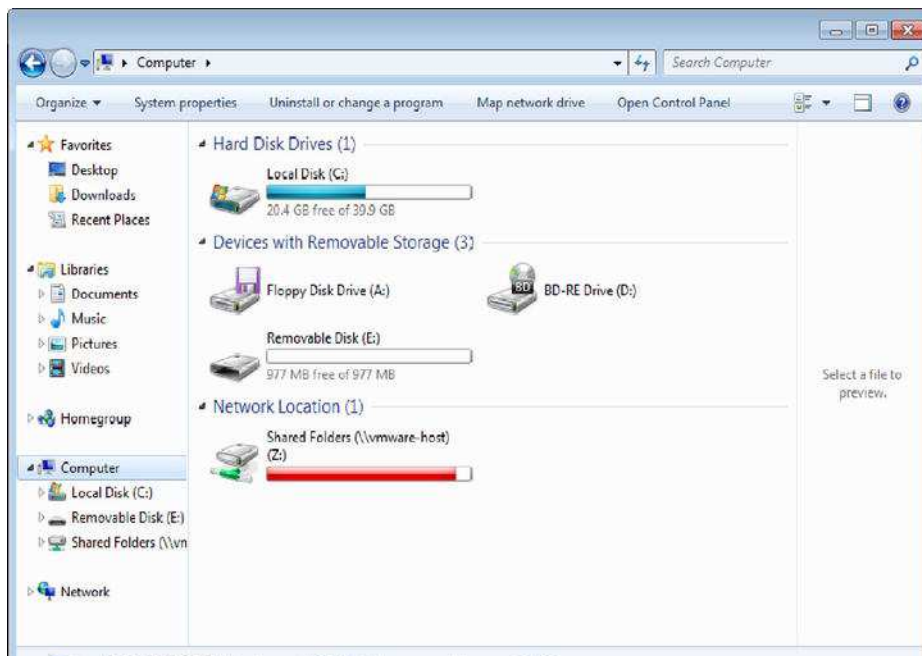 Computer
Search Computer
Organize
System properties
Uninstall or change a program
Map network drive
Open Control Panel
Favorites
Desktop
Downloads
Recent Places
Libraries
Documents
Music
Pictures
Videos
Homegroup
Computer
Local Disk (C:)
Removable Disk (E:)
Shared Folders (\\vm
Network
Hard Disk Drives (1)
Local Disk (C:)
20.4 GB free of 39.9 GB
Devices with Removable Storage (3)
Floppy Disk Drive (A:)
BD
BD-RE Drive (D:)
Removable Disk (E:)
977 MB free of 977 MB
Network Location (1)
Shared Folders (\\vmware-host)
(Z:)
Select a file to
preview.